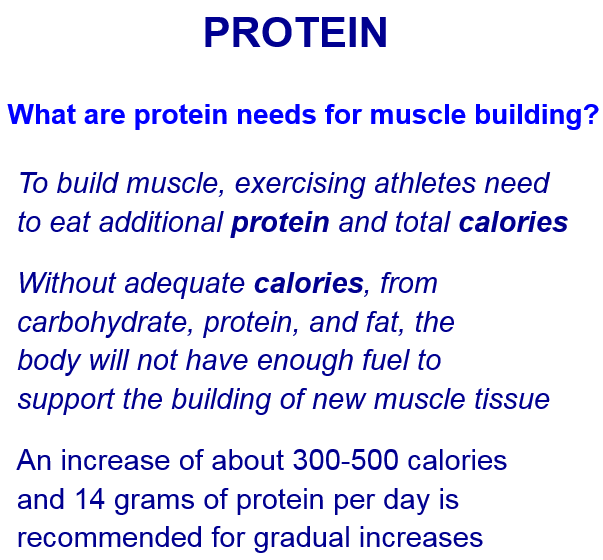 PROTEIN
What are protein needs for muscle building?
To build muscle, exercising athletes need
to eat additional protein and total calories
Without adequate calories, from
carbohydrate, protein, and fat, the
body will not have enough fuel to
support the building of new muscle tissue
An increase of about 300-500 calories
and 14 grams of protein per day is
recommended for gradual increases